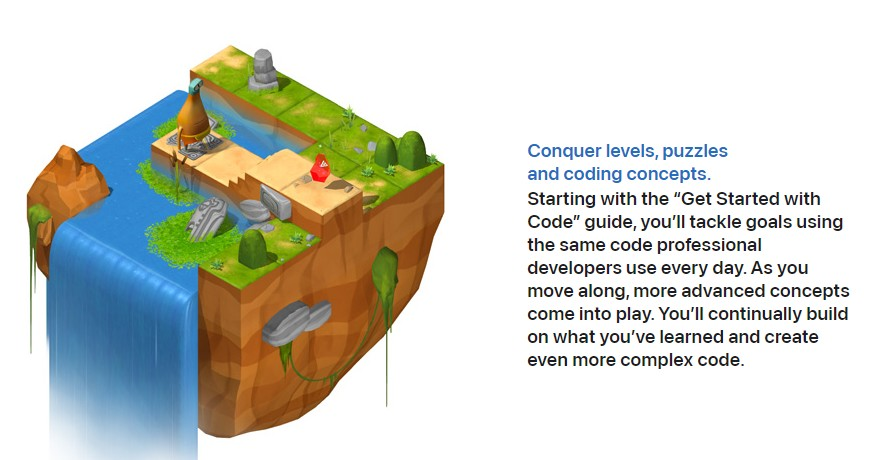 Conquer levels, puzzles
and coding concepts.
Starting with the “Get Started with
Code” guide, you’ll tackle goals using
the same code professional
developers use every day. As you
move along, more advanced concepts
come into play. You’ll continually build
on what you’ve learned and create
even more complex code.